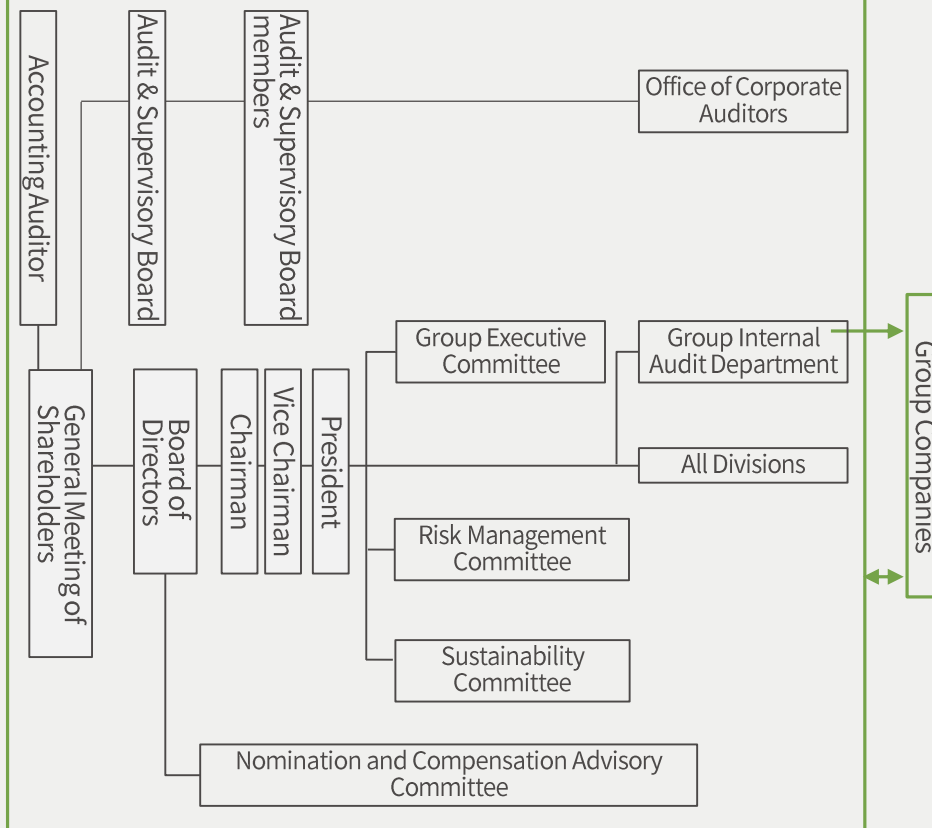 Accounting Auditor
Audit & Supervisory Board
Audit & Supervisory Board
members
Office of Corporate
Auditors
General Meeting of
Shareholders
Board of
Directors
Chairman
Vice Chairman
President
Group Executive
Committee
Group Internal
Audit Department
All Divisions
Risk Management
Committee
Sustainability
Committee
Nomination and Compensation Advisory
Committee
Group Companies